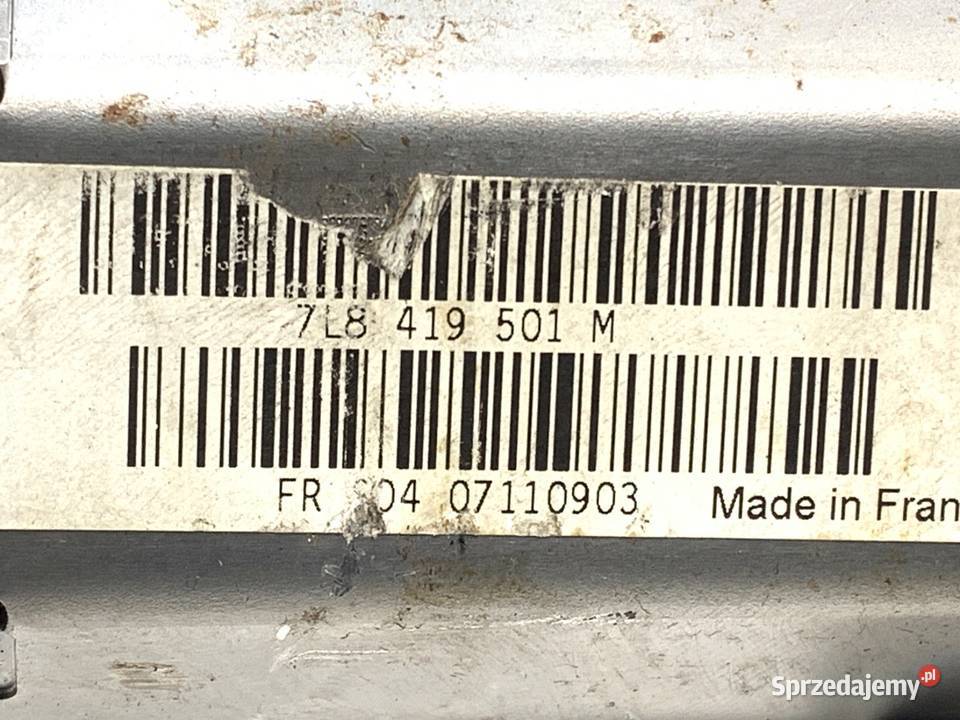 7L8 419 501 M
FR 04 07110903
Made in Fran
Sprzedajemy.pl